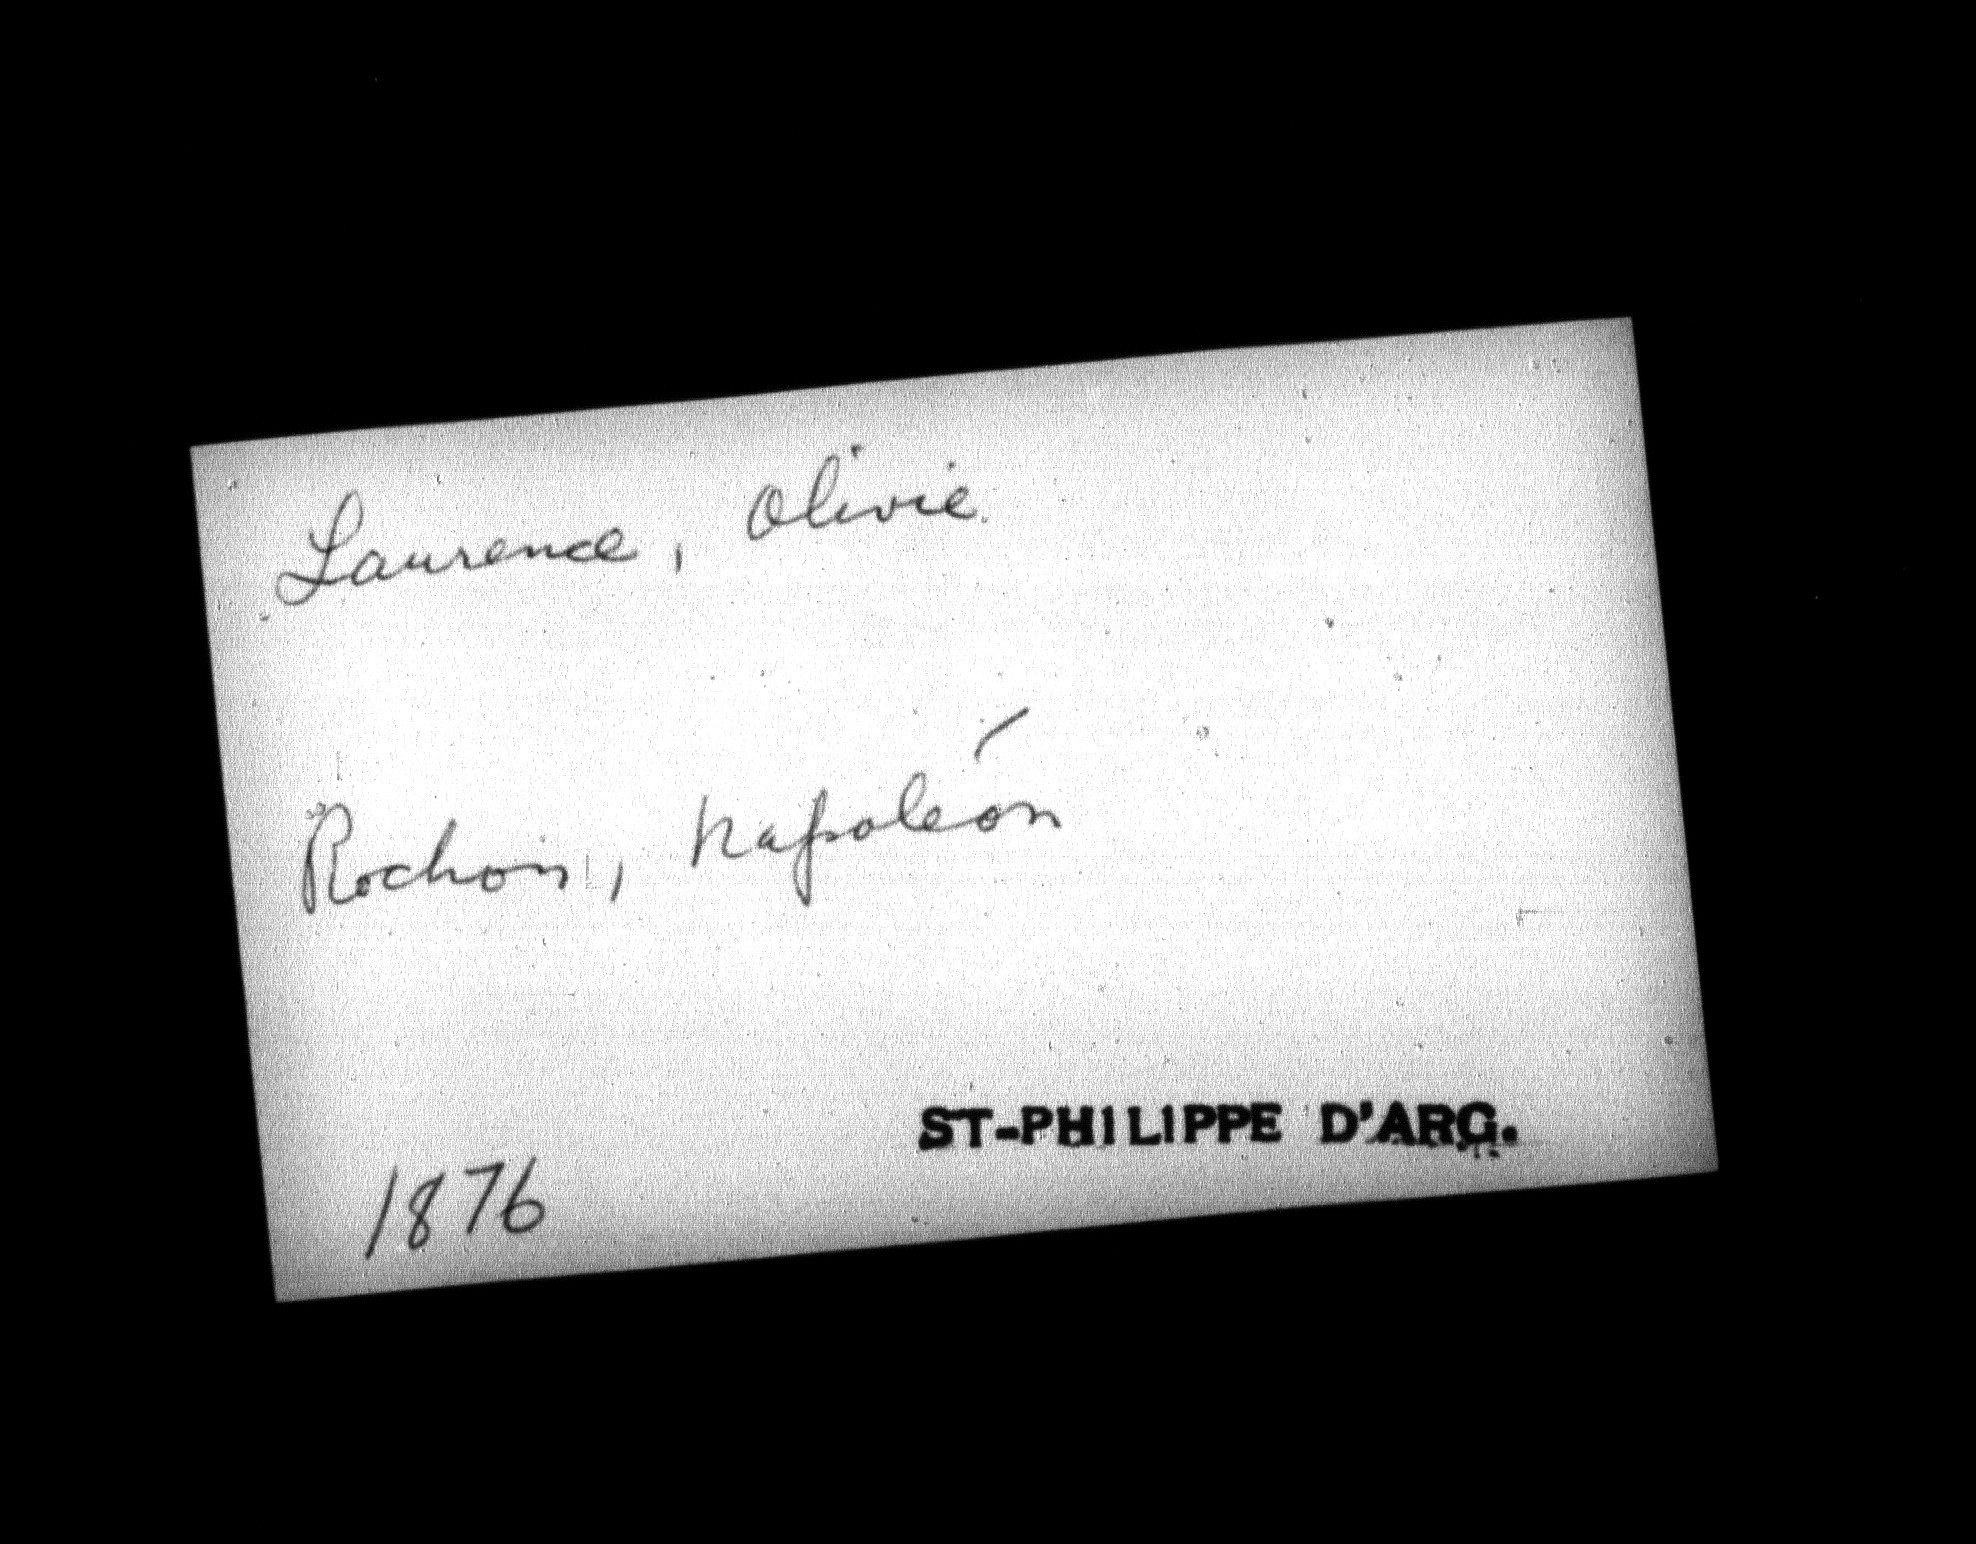 Laurence, Olivie
Rochon, Napoléon
ST-PHILIPPE D'ARG.
1876